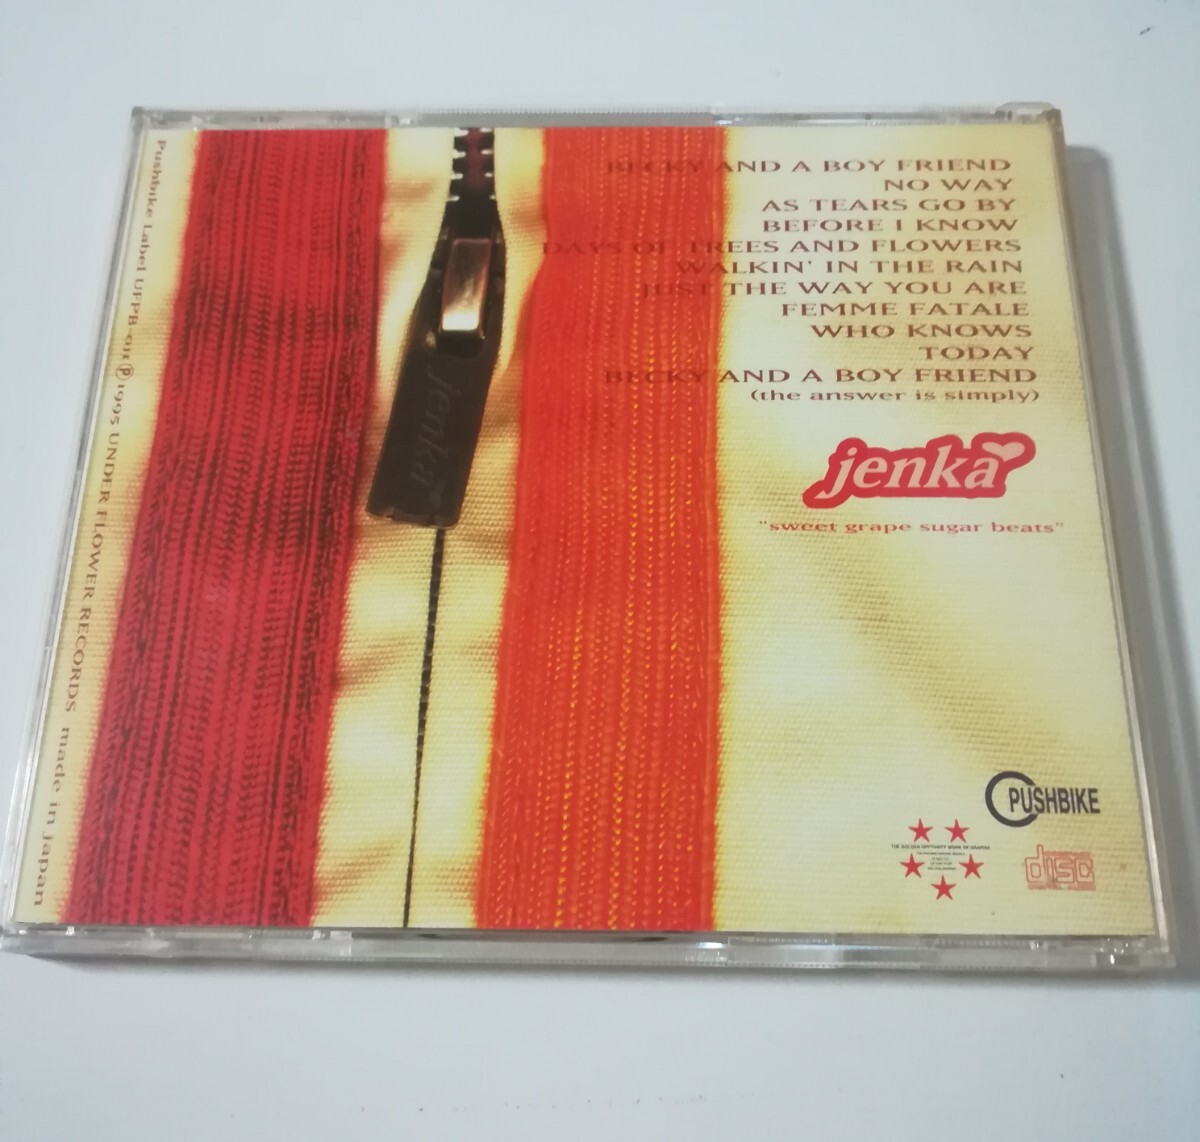 BECKY AND A BOY FRIEND
NO WAY
AS TEARS GO BY
BEFORE I KNOW
DAYS OF TREES AND FLOWERS
WALKIN' IN THE RAIN
JUST THE WAY YOU ARE
FEMME FATALE
WHO KNOWS
TODAY
BECKY AND A BOY FRIEND
(the answer is simply)
jenka
"sweet grape sugar beats"
jenka
PUSHBIKE
disc
Pushbike Label UFPB-011 ℗1995 UNDER FLOWER RECORDS made in Japan